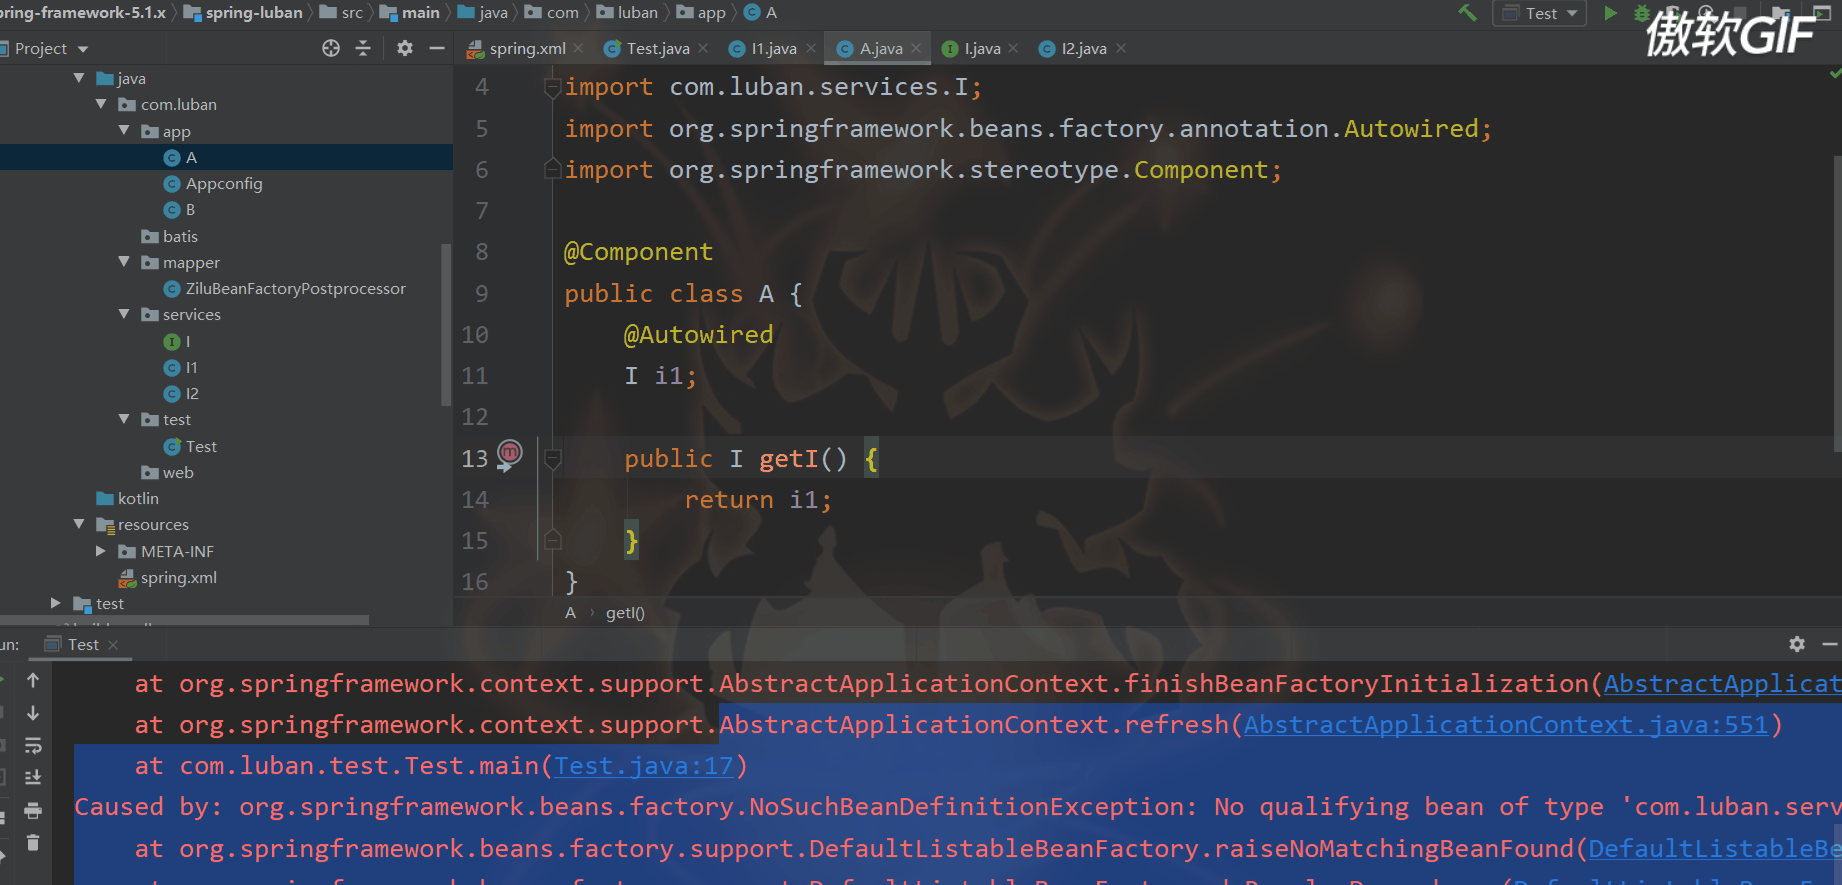 ring-framework-5.1.x spring-luban src main java com luban app A Test
傲软GIF
Project
spring.xml Test.java I1.java A.java I.java I2.java
java
com.luban
app
A
Appconfig
B
batis
mapper
ZiluBeanFactoryPostprocessor
services
I
I1
I2
test
Test
web
kotlin
resources
META-INF
spring.xml
test
4 import com.luban.services.I;
5 import org.springframework.beans.factory.annotation.Autowired;
6 import org.springframework.stereotype.Component;
7
8 @Component
9 public class A {
10 @Autowired
11 I i1;
12
13 public I getI() {
14 return i1;
15 }
16 }
A › getI()
un: Test
at org.springframework.context.support.AbstractApplicationContext.finishBeanFactoryInitialization(AbstractApplicat
at org.springframework.context.support.AbstractApplicationContext.refresh(AbstractApplicationContext.java:551)
at com.luban.test.Test.main(Test.java:17)
Caused by: org.springframework.beans.factory.NoSuchBeanDefinitionException: No qualifying bean of type 'com.luban.serv
at org.springframework.beans.factory.support.DefaultListableBeanFactory.raiseNoMatchingBeanFound(DefaultListableBe